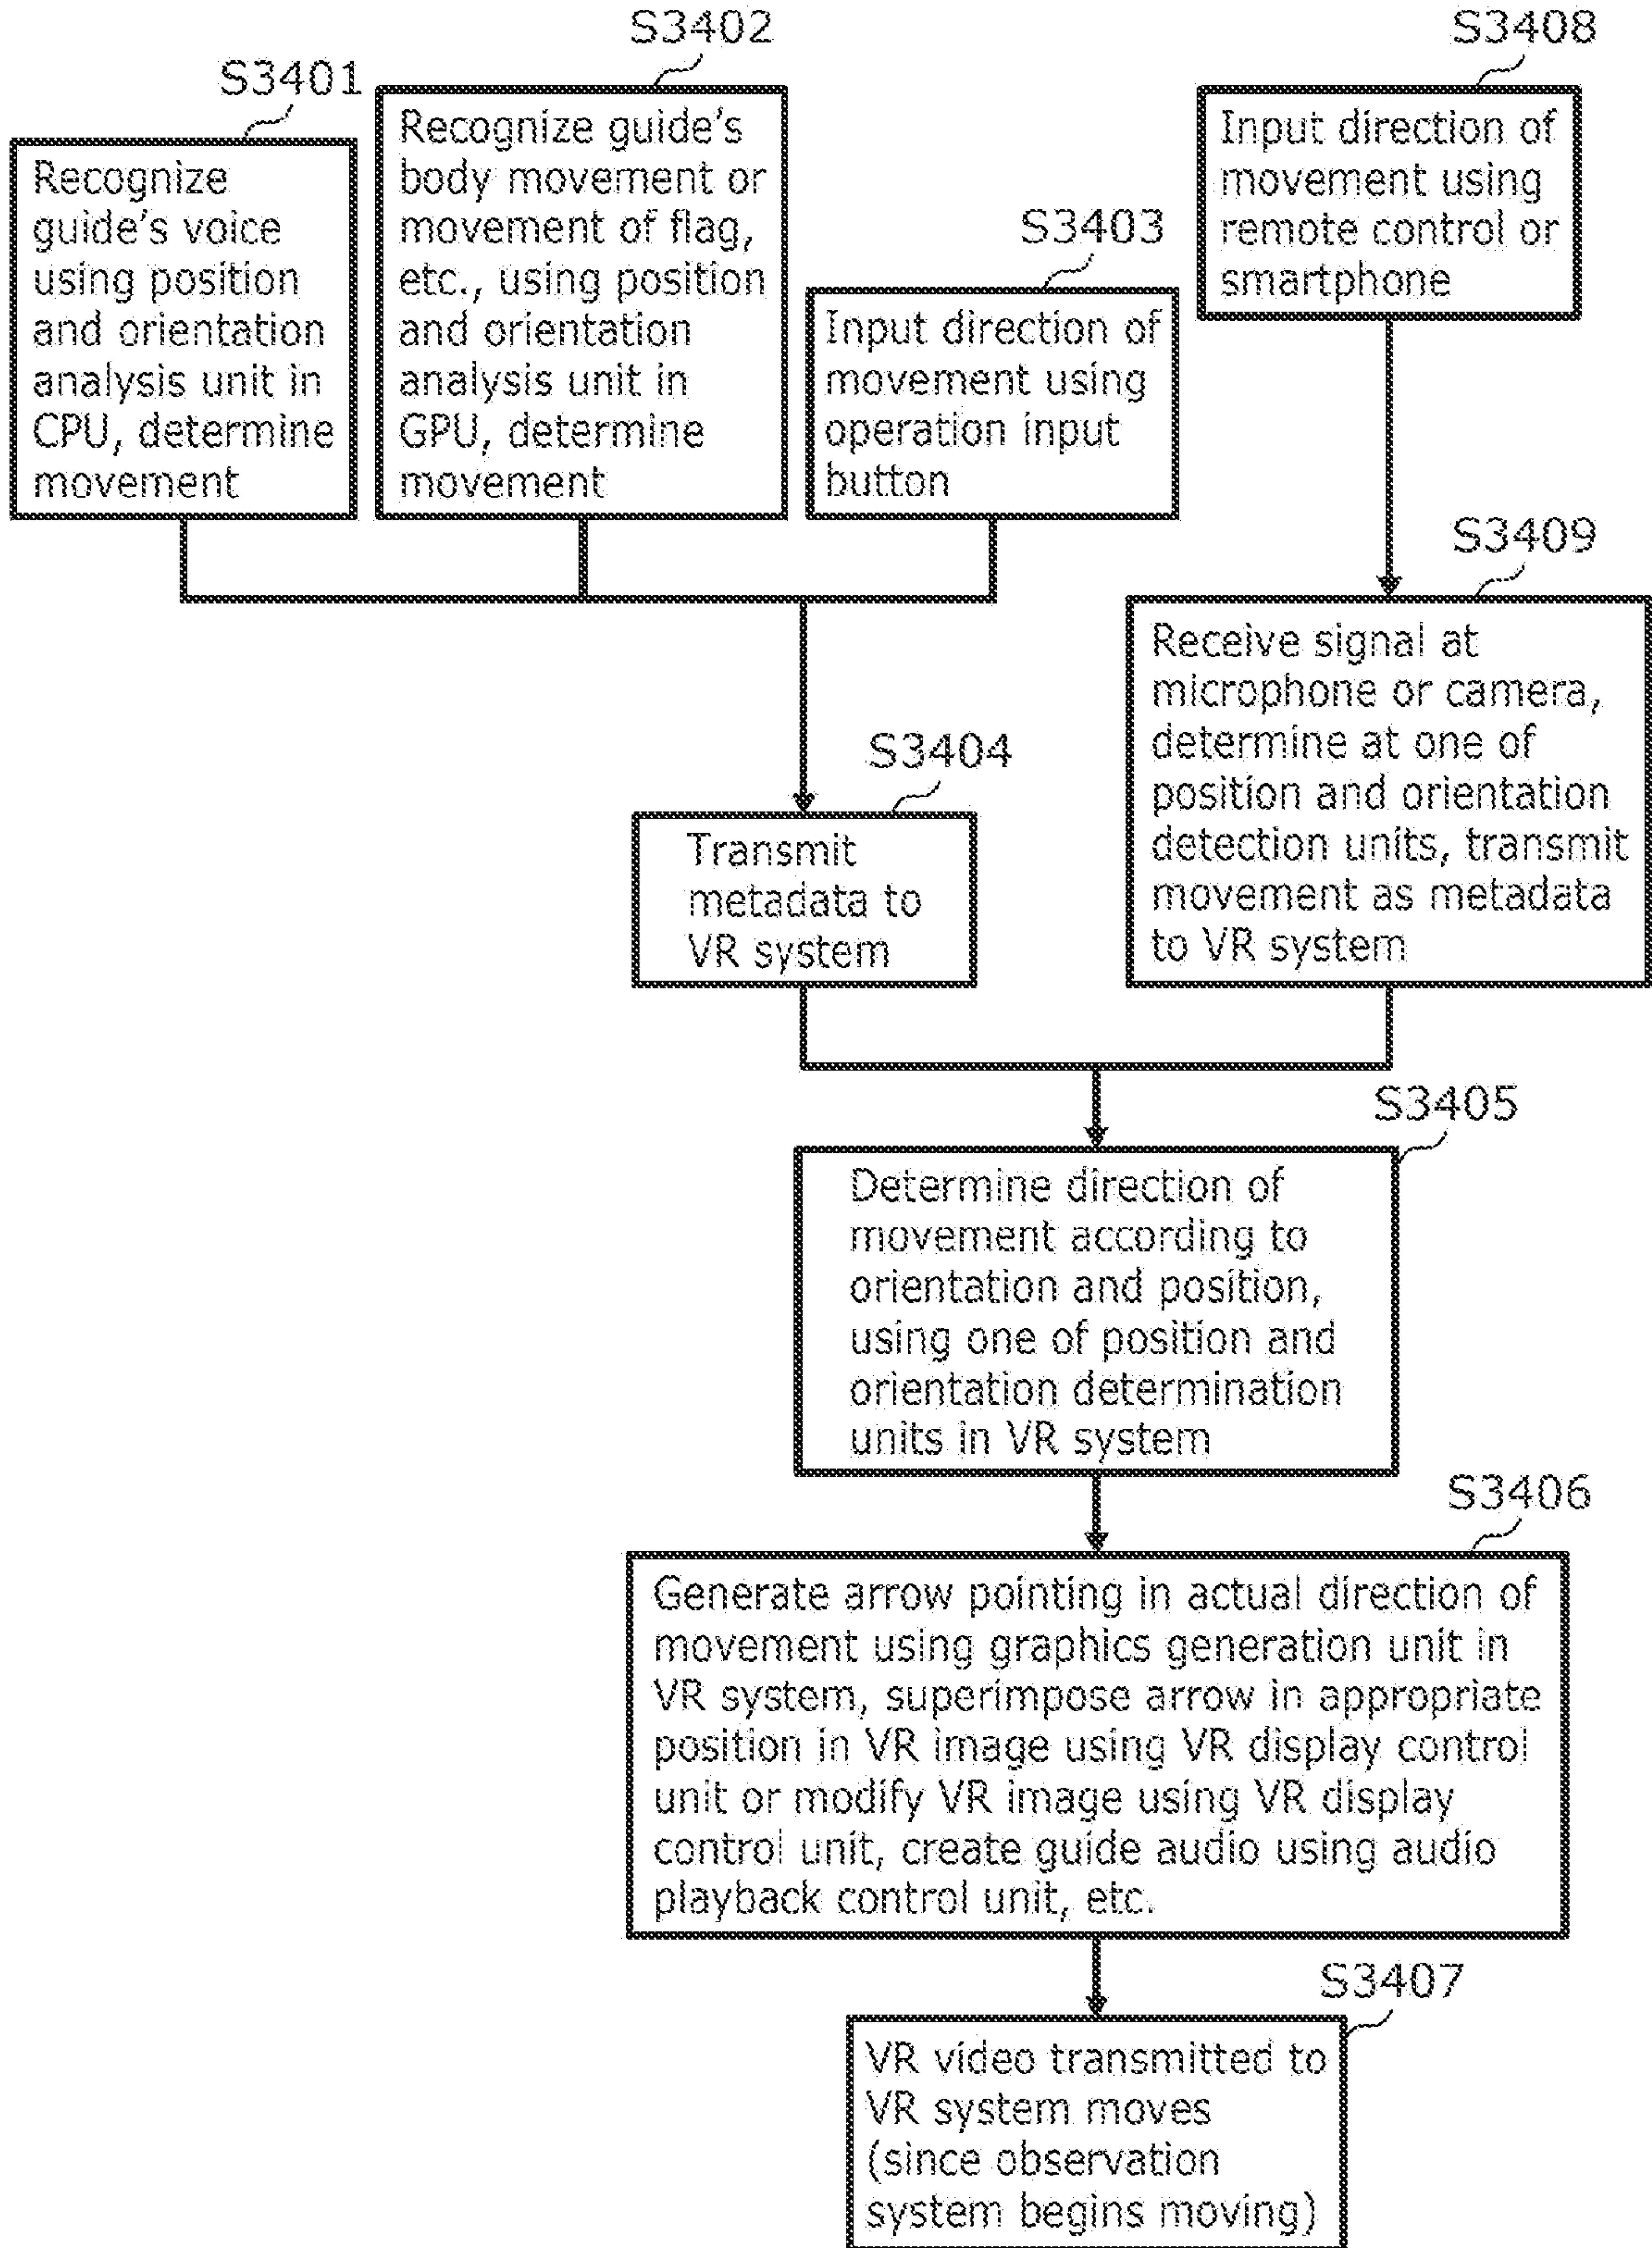 S3401
Recognize
guide's voice
using position
and orientation
analysis unit in
CPU, determine
movement
S3402
Recognize guide's
body movement or
movement of flag,
etc., using position
and orientation
analysis unit in
GPU, determine
movement
S3403
Input direction of
movement using
operation input
button
S3408
Input direction of
movement using
remote control or
smartphone
S3409
Receive signal at
microphone or camera,
determine at one of
position and orientation
detection units, transmit
movement as metadata
to VR system
S3404
Transmit
metadata to
VR system
S3405
Determine direction of
movement according to
orientation and position,
using one of position and
orientation determination
units in VR system
S3406
Generate arrow pointing in actual direction of
movement using graphics generation unit in
VR system, superimpose arrow in appropriate
position in VR image using VR display control
unit or modify VR image using VR display
control unit, create guide audio using audio
playback control unit, etc.
S3407
VR video transmitted to
VR system moves
(since observation
system begins moving)